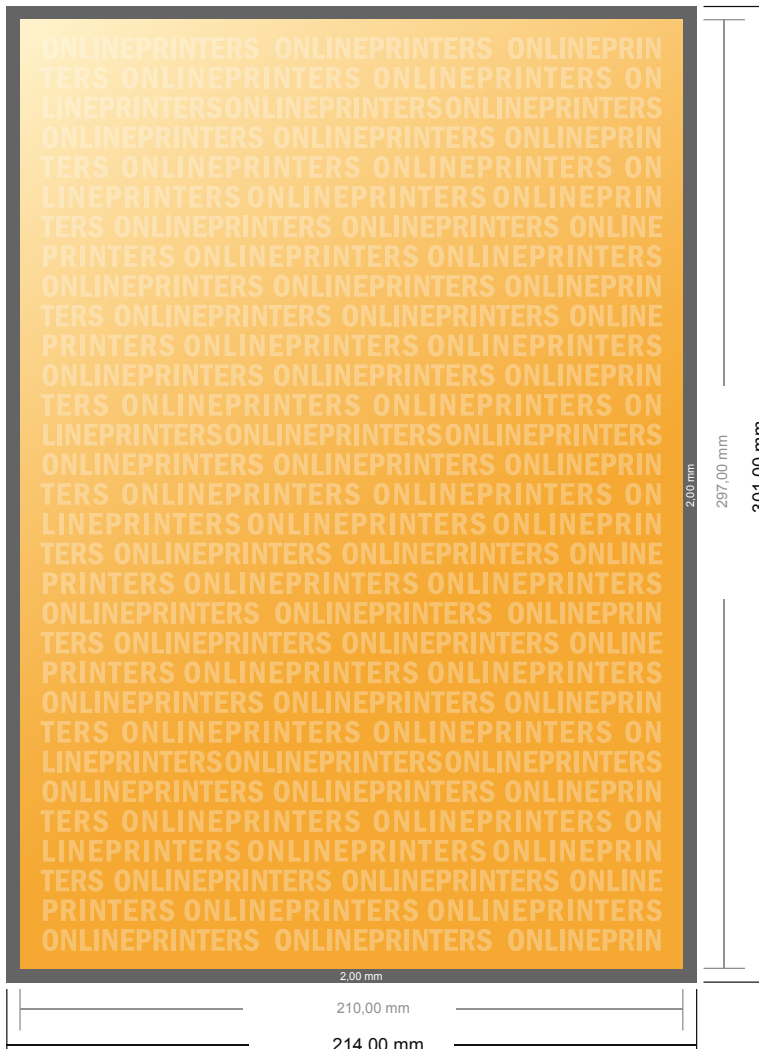 ONLINEPRINTERS ONLINEPRINTERS ONLINEPRIN
TERS ONLINEPRINTERS ONLINEPRINTERS ON
LINEPRINTERSONLINEPRINTERSONLINEPRINTERS
ONLINEPRINTERS ONLINEPRINTERS ONLINEPRIN
TERS ONLINEPRINTERS ONLINEPRINTERS ON
LINEPRINTERS ONLINEPRINTERS ONLINEPRIN
TERS ONLINEPRINTERS ONLINEPRINTERS ONLINE
PRINTERS ONLINEPRINTERS ONLINEPRINTERS
ONLINEPRINTERS ONLINEPRINTERS ONLINEPRIN
TERS ONLINEPRINTERS ONLINEPRINTERS ONLINE
PRINTERS ONLINEPRINTERS ONLINEPRINTERS
ONLINEPRINTERS ONLINEPRINTERS ONLINEPRIN
TERS ONLINEPRINTERS ONLINEPRINTERS ON
LINEPRINTERSONLINEPRINTERSONLINEPRINTERS
ONLINEPRINTERS ONLINEPRINTERS ONLINEPRIN
TERS ONLINEPRINTERS ONLINEPRINTERS ON
LINEPRINTERS ONLINEPRINTERS ONLINEPRIN
TERS ONLINEPRINTERS ONLINEPRINTERS ONLINE
PRINTERS ONLINEPRINTERS ONLINEPRINTERS
ONLINEPRINTERS ONLINEPRINTERS ONLINEPRIN
TERS ONLINEPRINTERS ONLINEPRINTERS ONLINE
PRINTERS ONLINEPRINTERS ONLINEPRINTERS
ONLINEPRINTERS ONLINEPRINTERS ONLINEPRIN
TERS ONLINEPRINTERS ONLINEPRINTERS ON
LINEPRINTERSONLINEPRINTERSONLINEPRINTERS
ONLINEPRINTERS ONLINEPRINTERS ONLINEPRIN
TERS ONLINEPRINTERS ONLINEPRINTERS ON
LINEPRINTERS ONLINEPRINTERS ONLINEPRIN
TERS ONLINEPRINTERS ONLINEPRINTERS ONLINE
PRINTERS ONLINEPRINTERS ONLINEPRINTERS
ONLINEPRINTERS ONLINEPRINTERS ONLINEPRIN
2,00 mm
297,00 mm
301,00 mm
2,00 mm
210,00 mm
214,00 mm